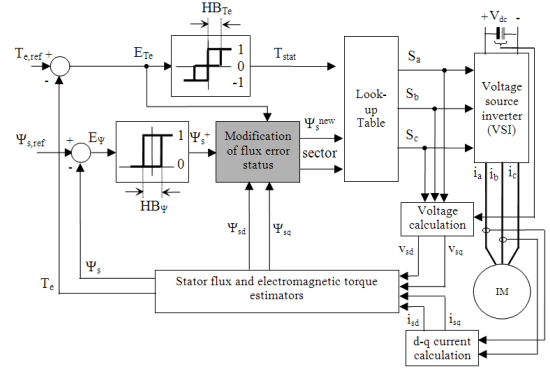 + V_dc -
HB_Te
T_e,ref +
-
E_Te
1
0
-1
T_stat
Look-
up
Table
S_a
S_b
S_c
Voltage
source
inverter
(VSI)
Ψ_s,ref +
-
E_Ψ
1
0
HB_Ψ
Ψ_s^+
Modification
of flux error
status
Ψ_s^new
sector
i_a i_b i_c
Voltage
calculation
Ψ_sd Ψ_sq
v_sd v_sq
Ψ_s
T_e
Stator flux and electromagnetic torque
estimators
IM
i_sd i_sq
d-q current
calculation